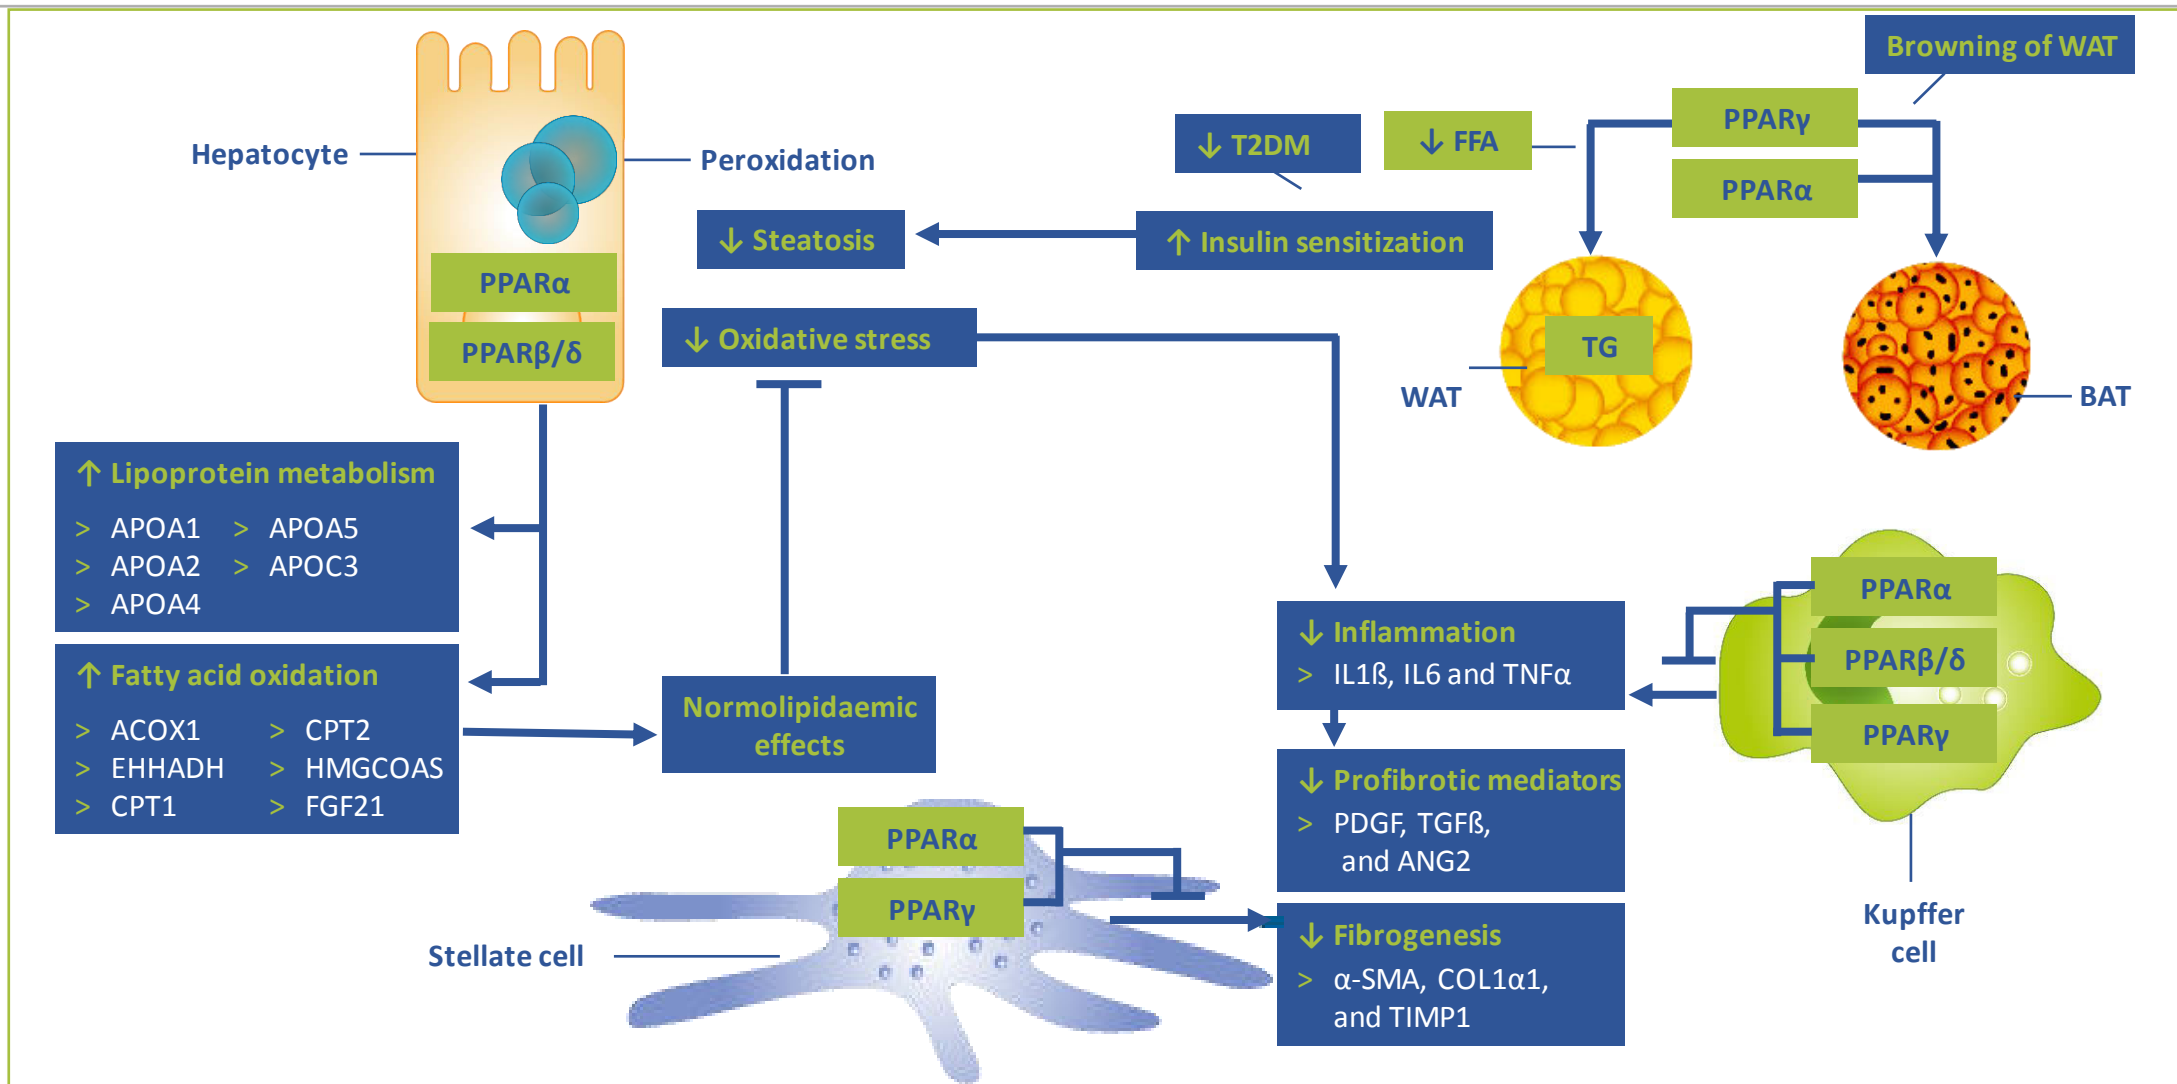 Browning of WAT
PPARγ
PPARα
↓ FFA
↓ T2DM
Hepatocyte
Peroxidation
↓ Steatosis
↑ Insulin sensitization
PPARα
PPARβ/δ
↓ Oxidative stress
TG
WAT
BAT
↑ Lipoprotein metabolism
> APOA1 > APOA5
> APOA2 > APOC3
> APOA4
↑ Fatty acid oxidation
> ACOX1 > CPT2
> EHHADH > HMGCOAS
> CPT1 > FGF21
Normolipidaemic
effects
↓ Inflammation
> IL1ß, IL6 and TNFα
↓ Profibrotic mediators
> PDGF, TGFß,
and ANG2
↓ Fibrogenesis
> α-SMA, COL1α1,
and TIMP1
PPARα
PPARβ/δ
PPARγ
Kupffer
cell
PPARα
PPARγ
Stellate cell